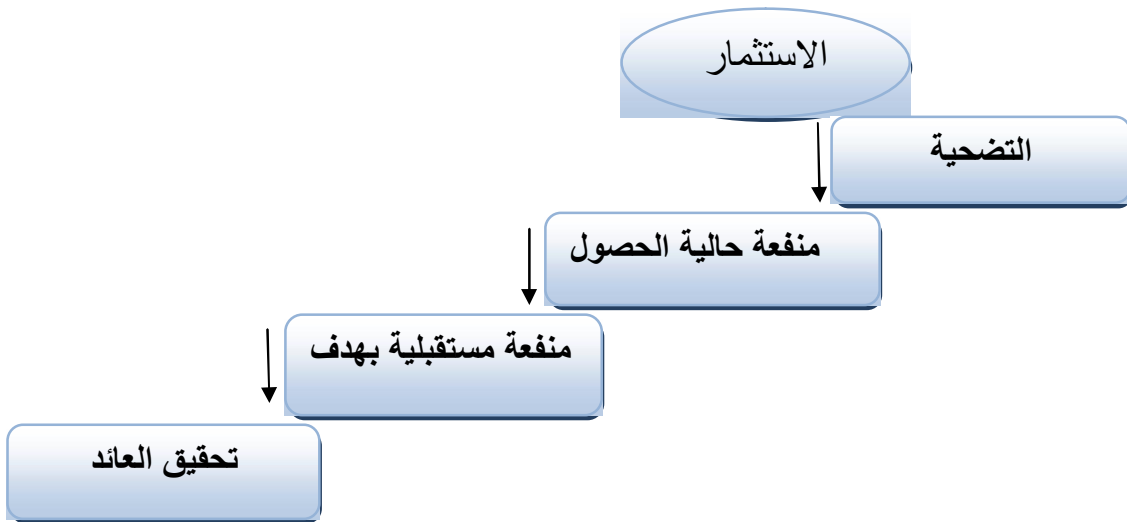 الاستثمار
التضحية
منفعة حالية الحصول
منفعة مستقبلية بهدف
تحقيق العائد